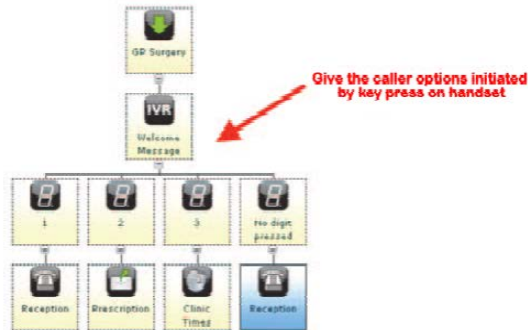 GP Surgery
Give the caller options initiated
by key press on handset
IVR
Welcome
Message
1
2
3
No digit
pressed
Reception
Prescription
Clinic
Times
Reception